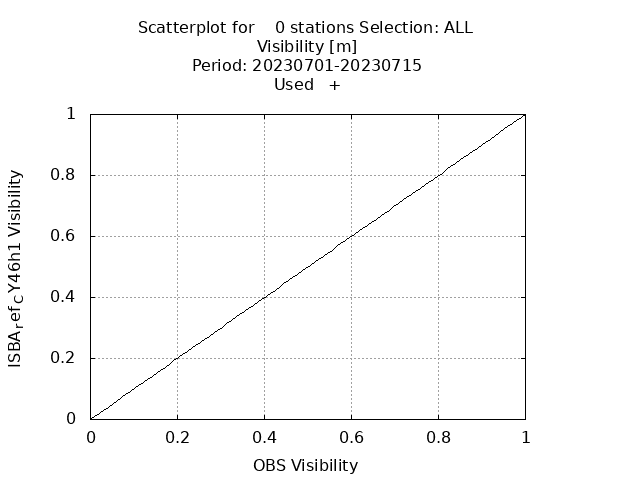 Scatterplot for    0 stations Selection: ALL
Visibility [m]
Period: 20230701-20230715
Used +
1
0.8
0.6
0.4
0.2
0
ISBArefCY46h1 Visibility
0 0.2 0.4 0.6 0.8 1
OBS Visibility